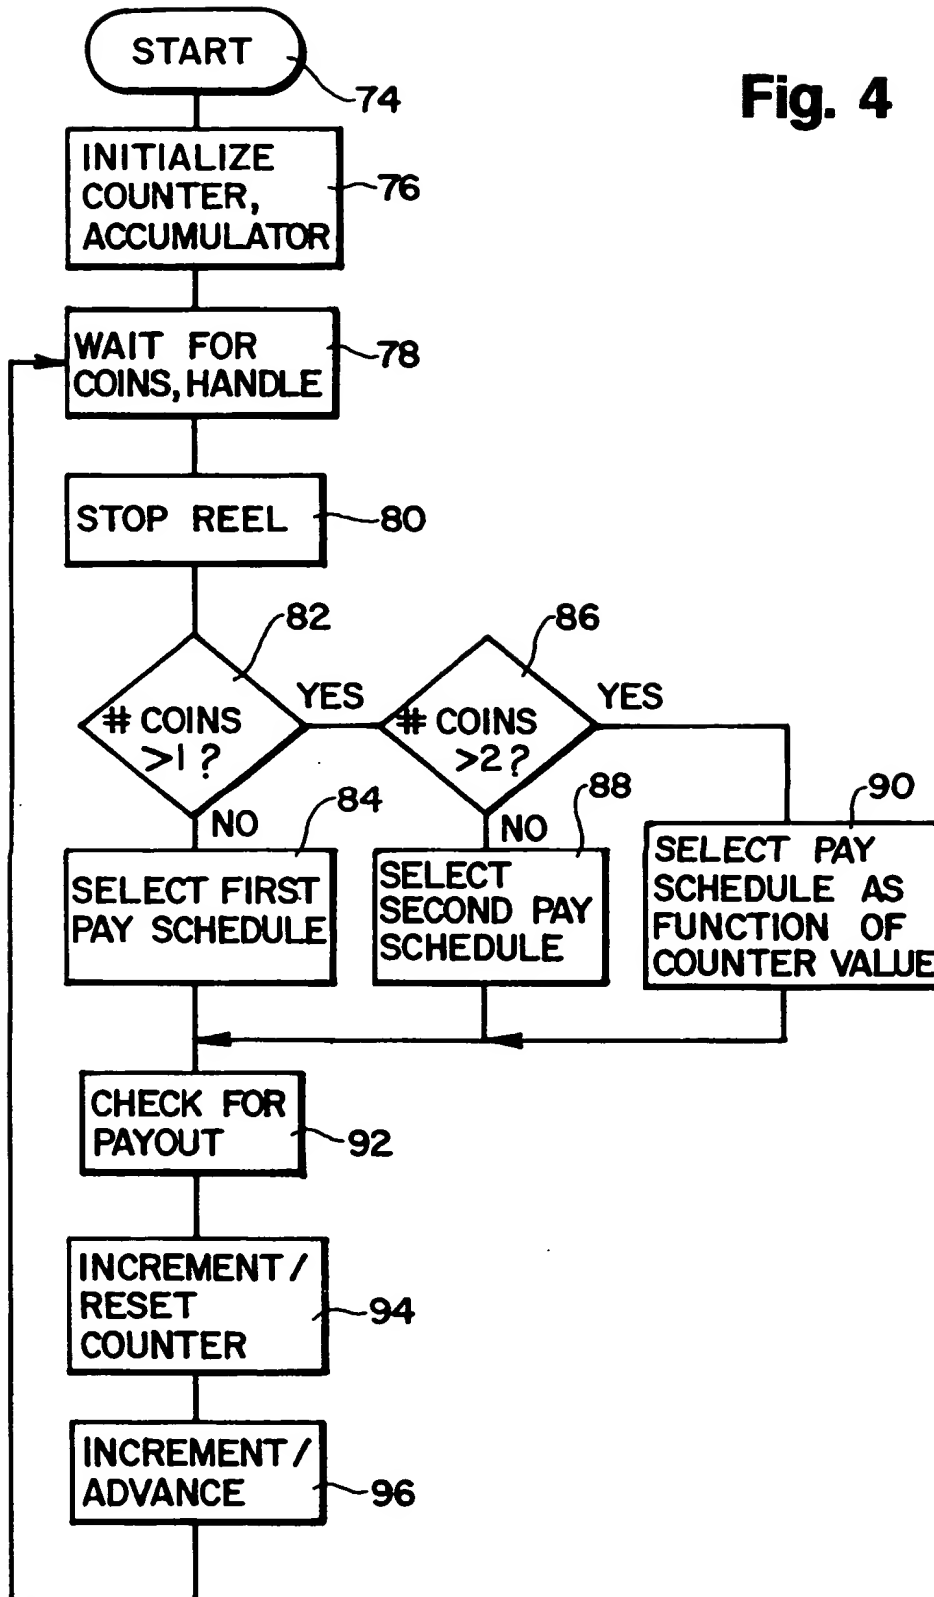 START
74
Fig. 4
INITIALIZE
COUNTER,
ACCUMULATOR
76
WAIT FOR
COINS, HANDLE
78
STOP REEL
80
82
# COINS
>1?
YES
NO
86
# COINS
>2?
YES
NO
84
SELECT FIRST
PAY SCHEDULE
88
SELECT
SECOND PAY
SCHEDULE
90
SELECT PAY
SCHEDULE AS
FUNCTION OF
COUNTER VALUE
CHECK FOR
PAYOUT
92
INCREMENT/
RESET
COUNTER
94
INCREMENT/
ADVANCE
96